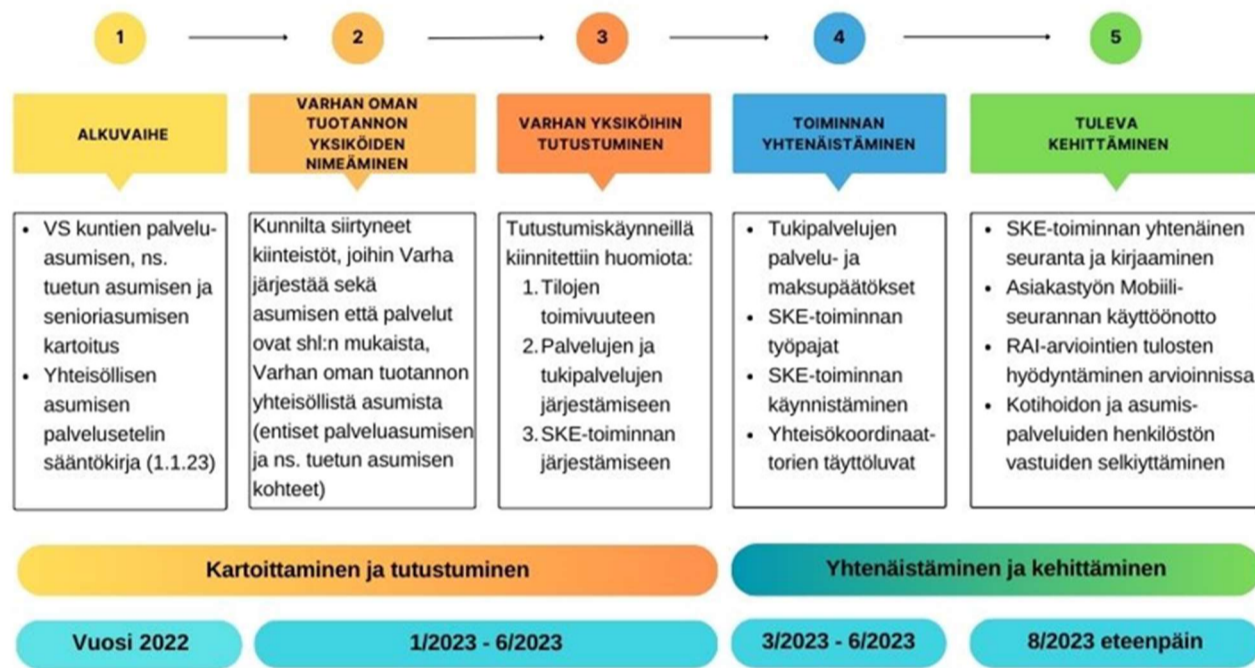 1
2
3
4
5
ALKUVAIHE
VARHAN OMAN
TUOTANNON
YKSIKÖIDEN
NIMEÄMINEN
VARHAN YKSIKÖIHIN
TUTUSTUMINEN
TOIMINNAN
YHTENÄISTÄMINEN
TULEVA
KEHITTÄMINEN
• VS kuntien palvelu-
asumisen, ns.
tuetun asumisen ja
senioriasumisen
kartoitus
• Yhteisöllisen
asumisen
palvelusetelin
sääntökirja (1.1.23)
Kunnilta siirtyneet
kiinteistöt, joihin Varha
järjestää sekä
asumisen että palvelut
ovat shl:n mukaista,
Varhan oman tuotannon
yhteisöllistä asumista
(entiset palveluasumisen
ja ns. tuetun asumisen
kohteet)
Tutustumiskäynneillä
kiinnitettiin huomiota:
1. Tilojen
toimivuuteen
2. Palvelujen ja
tukipalvelujen
järjestämiseen
3. SKE-toiminnan
järjestämiseen
• Tukipalvelujen
palvelu- ja
maksupäätökset
• SKE-toiminnan
työpajat
• SKE-toiminnan
käynnistäminen
• Yhteisökoordinaat-
torien täyttöluvat
• SKE-toiminnan yhtenäinen
seuranta ja kirjaaminen
• Asiakastyön Mobiili-
seurannan käyttöönotto
• RAI-arviointien tulosten
hyödyntäminen arvioinnissa
• Kotihoidon ja asumis-
palveluiden henkilöstön
vastuiden selkiyttäminen
Kartoittaminen ja tutustuminen
Yhtenäistäminen ja kehittäminen
Vuosi 2022
1/2023 - 6/2023
3/2023 - 6/2023
8/2023 eteenpäin